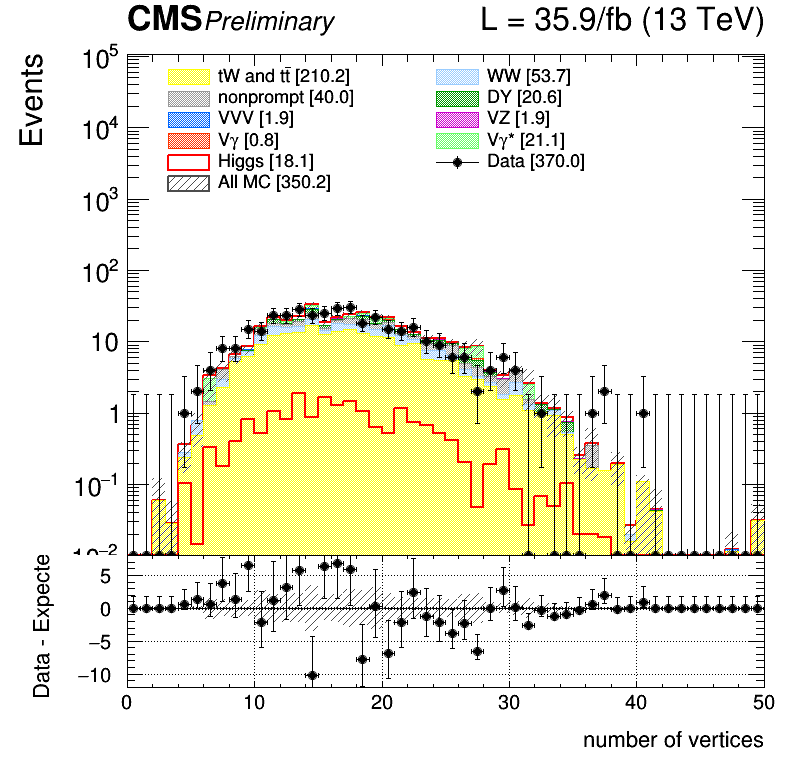 CMS Preliminary L = 35.9/fb (13 TeV)
Events
10^5
10^4
10^3
10^2
10
1
10^-1
10^-2
tW and tt̄ [210.2] WW [53.7]
nonprompt [40.0] DY [20.6]
VVV [1.9] VZ [1.9]
Vγ [0.8] Vγ* [21.1]
Higgs [18.1] Data [370.0]
All MC [350.2]
Data - Expecte
5
0
−5
−10
0 10 20 30 40 50
number of vertices